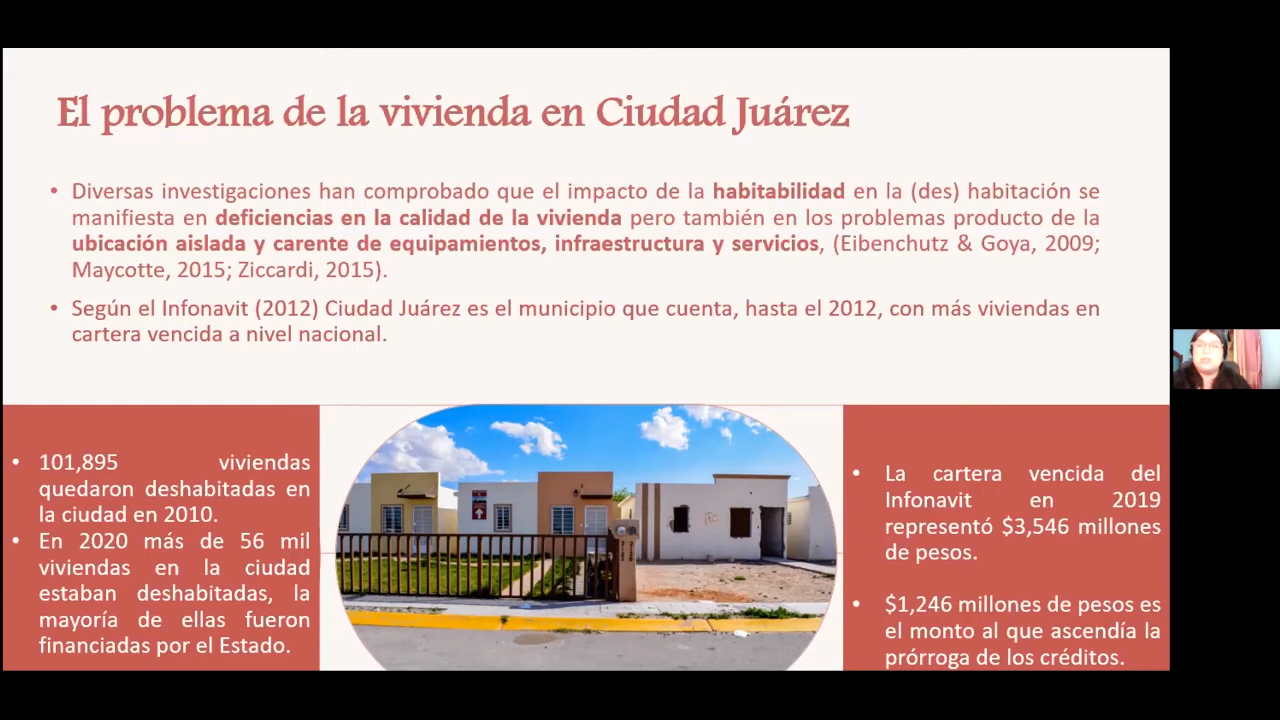 El problema de la vivienda en Ciudad Juárez
• Diversas investigaciones han comprobado que el impacto de la habitabilidad en la (des) habitación se
manifiesta en deficiencias en la calidad de la vivienda pero también en los problemas producto de la
ubicación aislada y carente de equipamientos, infraestructura y servicios, (Eibenchutz & Goya, 2009;
Maycotte, 2015; Ziccardi, 2015).
• Según el Infonavit (2012) Ciudad Juárez es el municipio que cuenta, hasta el 2012, con más viviendas en
cartera vencida a nivel nacional.
• 101,895 viviendas
quedaron deshabitadas en
la ciudad en 2010.
• En 2020 más de 56 mil
viviendas en la ciudad
estaban deshabitadas, la
mayoría de ellas fueron
financiadas por el Estado.
• La cartera vencida del
Infonavit en 2019
representó $3,546 millones
de pesos.
• $1,246 millones de pesos es
el monto al que ascendía la
prórroga de los créditos.